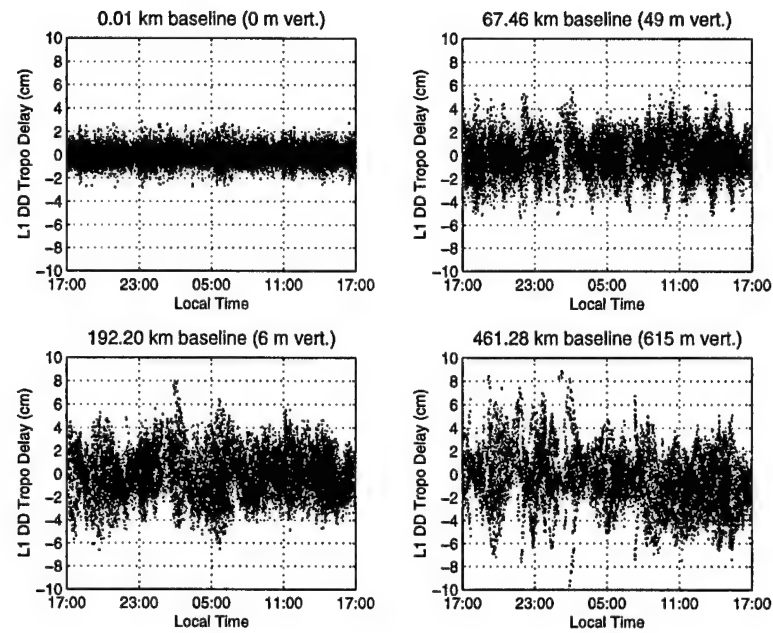 0.01 km baseline (0 m vert.)
L1 DD Tropo Delay (cm)
10
8
6
4
2
0
−2
−4
−6
−8
−10
17:00 23:00 05:00 11:00 17:00
Local Time
67.46 km baseline (49 m vert.)
L1 DD Tropo Delay (cm)
10
8
6
4
2
0
−2
−4
−6
−8
−10
17:00 23:00 05:00 11:00 17:00
Local Time
192.20 km baseline (6 m vert.)
L1 DD Tropo Delay (cm)
10
8
6
4
2
0
−2
−4
−6
−8
−10
17:00 23:00 05:00 11:00 17:00
Local Time
461.28 km baseline (615 m vert.)
L1 DD Tropo Delay (cm)
10
8
6
4
2
0
−2
−4
−6
−8
−10
17:00 23:00 05:00 11:00 17:00
Local Time